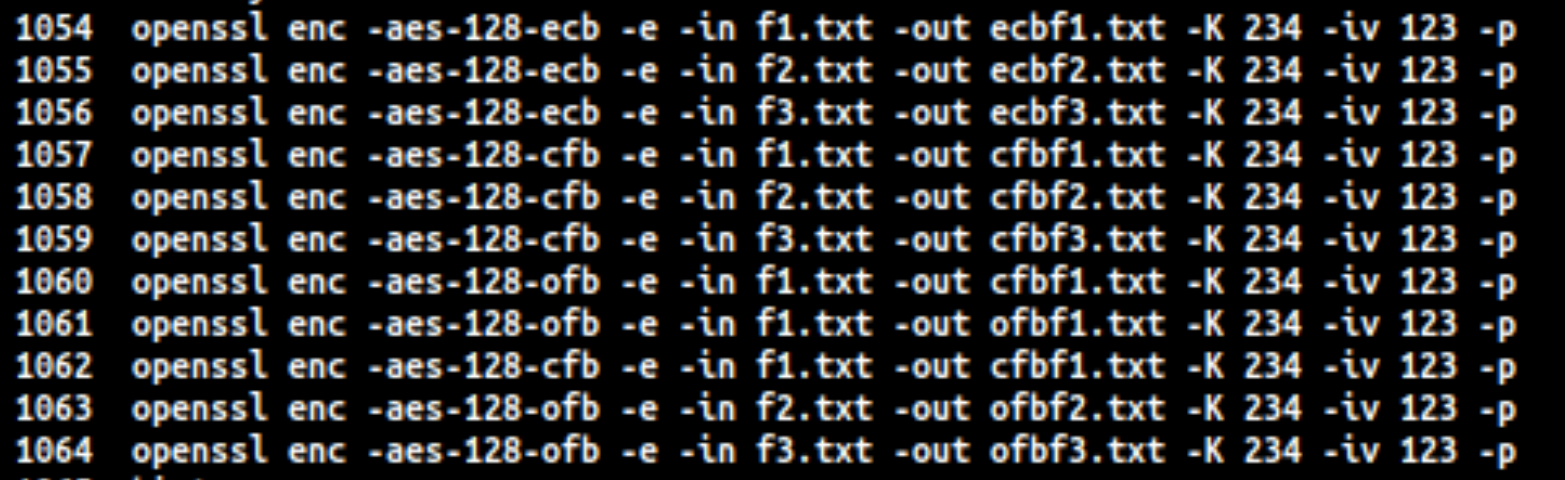 1054 openssl enc -aes-128-ecb -e -in f1.txt -out ecbf1.txt -K 234 -iv 123 -p
1055 openssl enc -aes-128-ecb -e -in f2.txt -out ecbf2.txt -K 234 -iv 123 -p
1056 openssl enc -aes-128-ecb -e -in f3.txt -out ecbf3.txt -K 234 -iv 123 -p
1057 openssl enc -aes-128-cfb -e -in f1.txt -out cfbf1.txt -K 234 -iv 123 -p
1058 openssl enc -aes-128-cfb -e -in f2.txt -out cfbf2.txt -K 234 -iv 123 -p
1059 openssl enc -aes-128-cfb -e -in f3.txt -out cfbf3.txt -K 234 -iv 123 -p
1060 openssl enc -aes-128-ofb -e -in f1.txt -out cfbf1.txt -K 234 -iv 123 -p
1061 openssl enc -aes-128-ofb -e -in f1.txt -out ofbf1.txt -K 234 -iv 123 -p
1062 openssl enc -aes-128-cfb -e -in f1.txt -out cfbf1.txt -K 234 -iv 123 -p
1063 openssl enc -aes-128-ofb -e -in f2.txt -out ofbf2.txt -K 234 -iv 123 -p
1064 openssl enc -aes-128-ofb -e -in f3.txt -out ofbf3.txt -K 234 -iv 123 -p